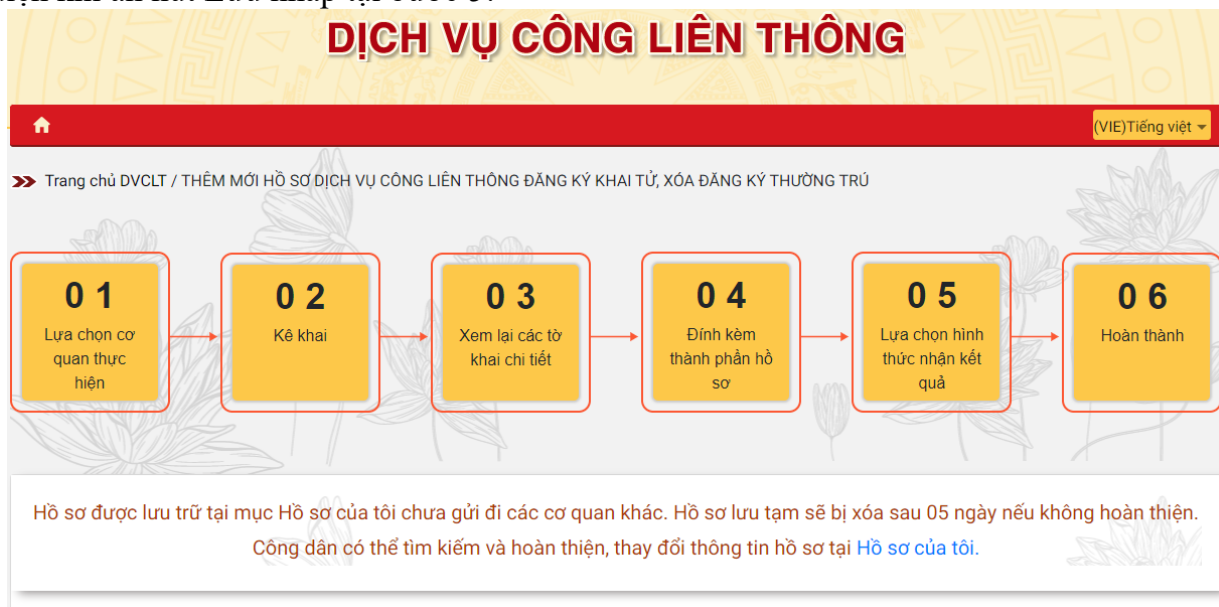 DỊCH VỤ CÔNG LIÊN THÔNG
(VIE)Tiếng việt
Trang chủ DVCLT / THÊM MỚI HỒ SƠ DỊCH VỤ CÔNG LIÊN THÔNG ĐĂNG KÝ KHAI TỬ, XÓA ĐĂNG KÝ THƯỜNG TRÚ
0 1
Lựa chọn cơ
quan thực
hiện
0 2
Kê khai
0 3
Xem lại các tờ
khai chi tiết
0 4
Đính kèm
thành phần hồ
sơ
0 5
Lựa chọn hình
thức nhận kết
quả
0 6
Hoàn thành
Hồ sơ được lưu trữ tại mục Hồ sơ của tôi chưa gửi đi các cơ quan khác. Hồ sơ lưu tạm sẽ bị xóa sau 05 ngày nếu không hoàn thiện.
Công dân có thể tìm kiếm và hoàn thiện, thay đổi thông tin hồ sơ tại Hồ sơ của tôi.